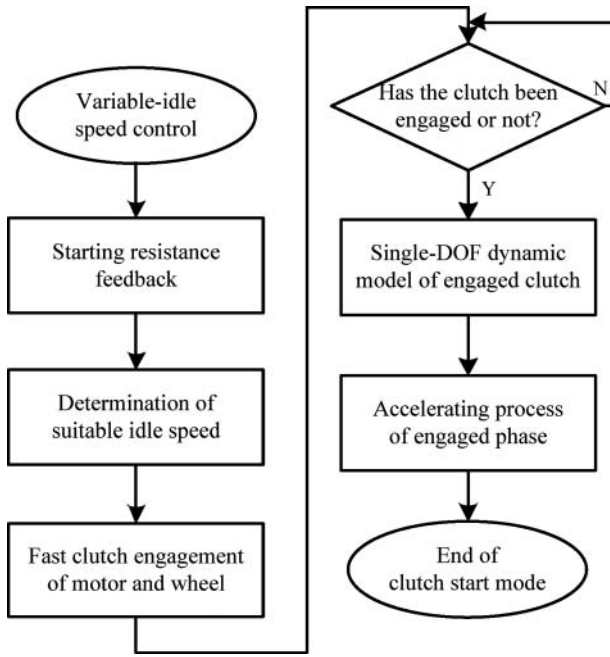 Variable-idle
speed control
Starting resistance
feedback
Determination of
suitable idle speed
Fast clutch engagement
of motor and wheel
Has the clutch been
engaged or not?
N
Y
Single-DOF dynamic
model of engaged clutch
Accelerating process
of engaged phase
End of
clutch start mode